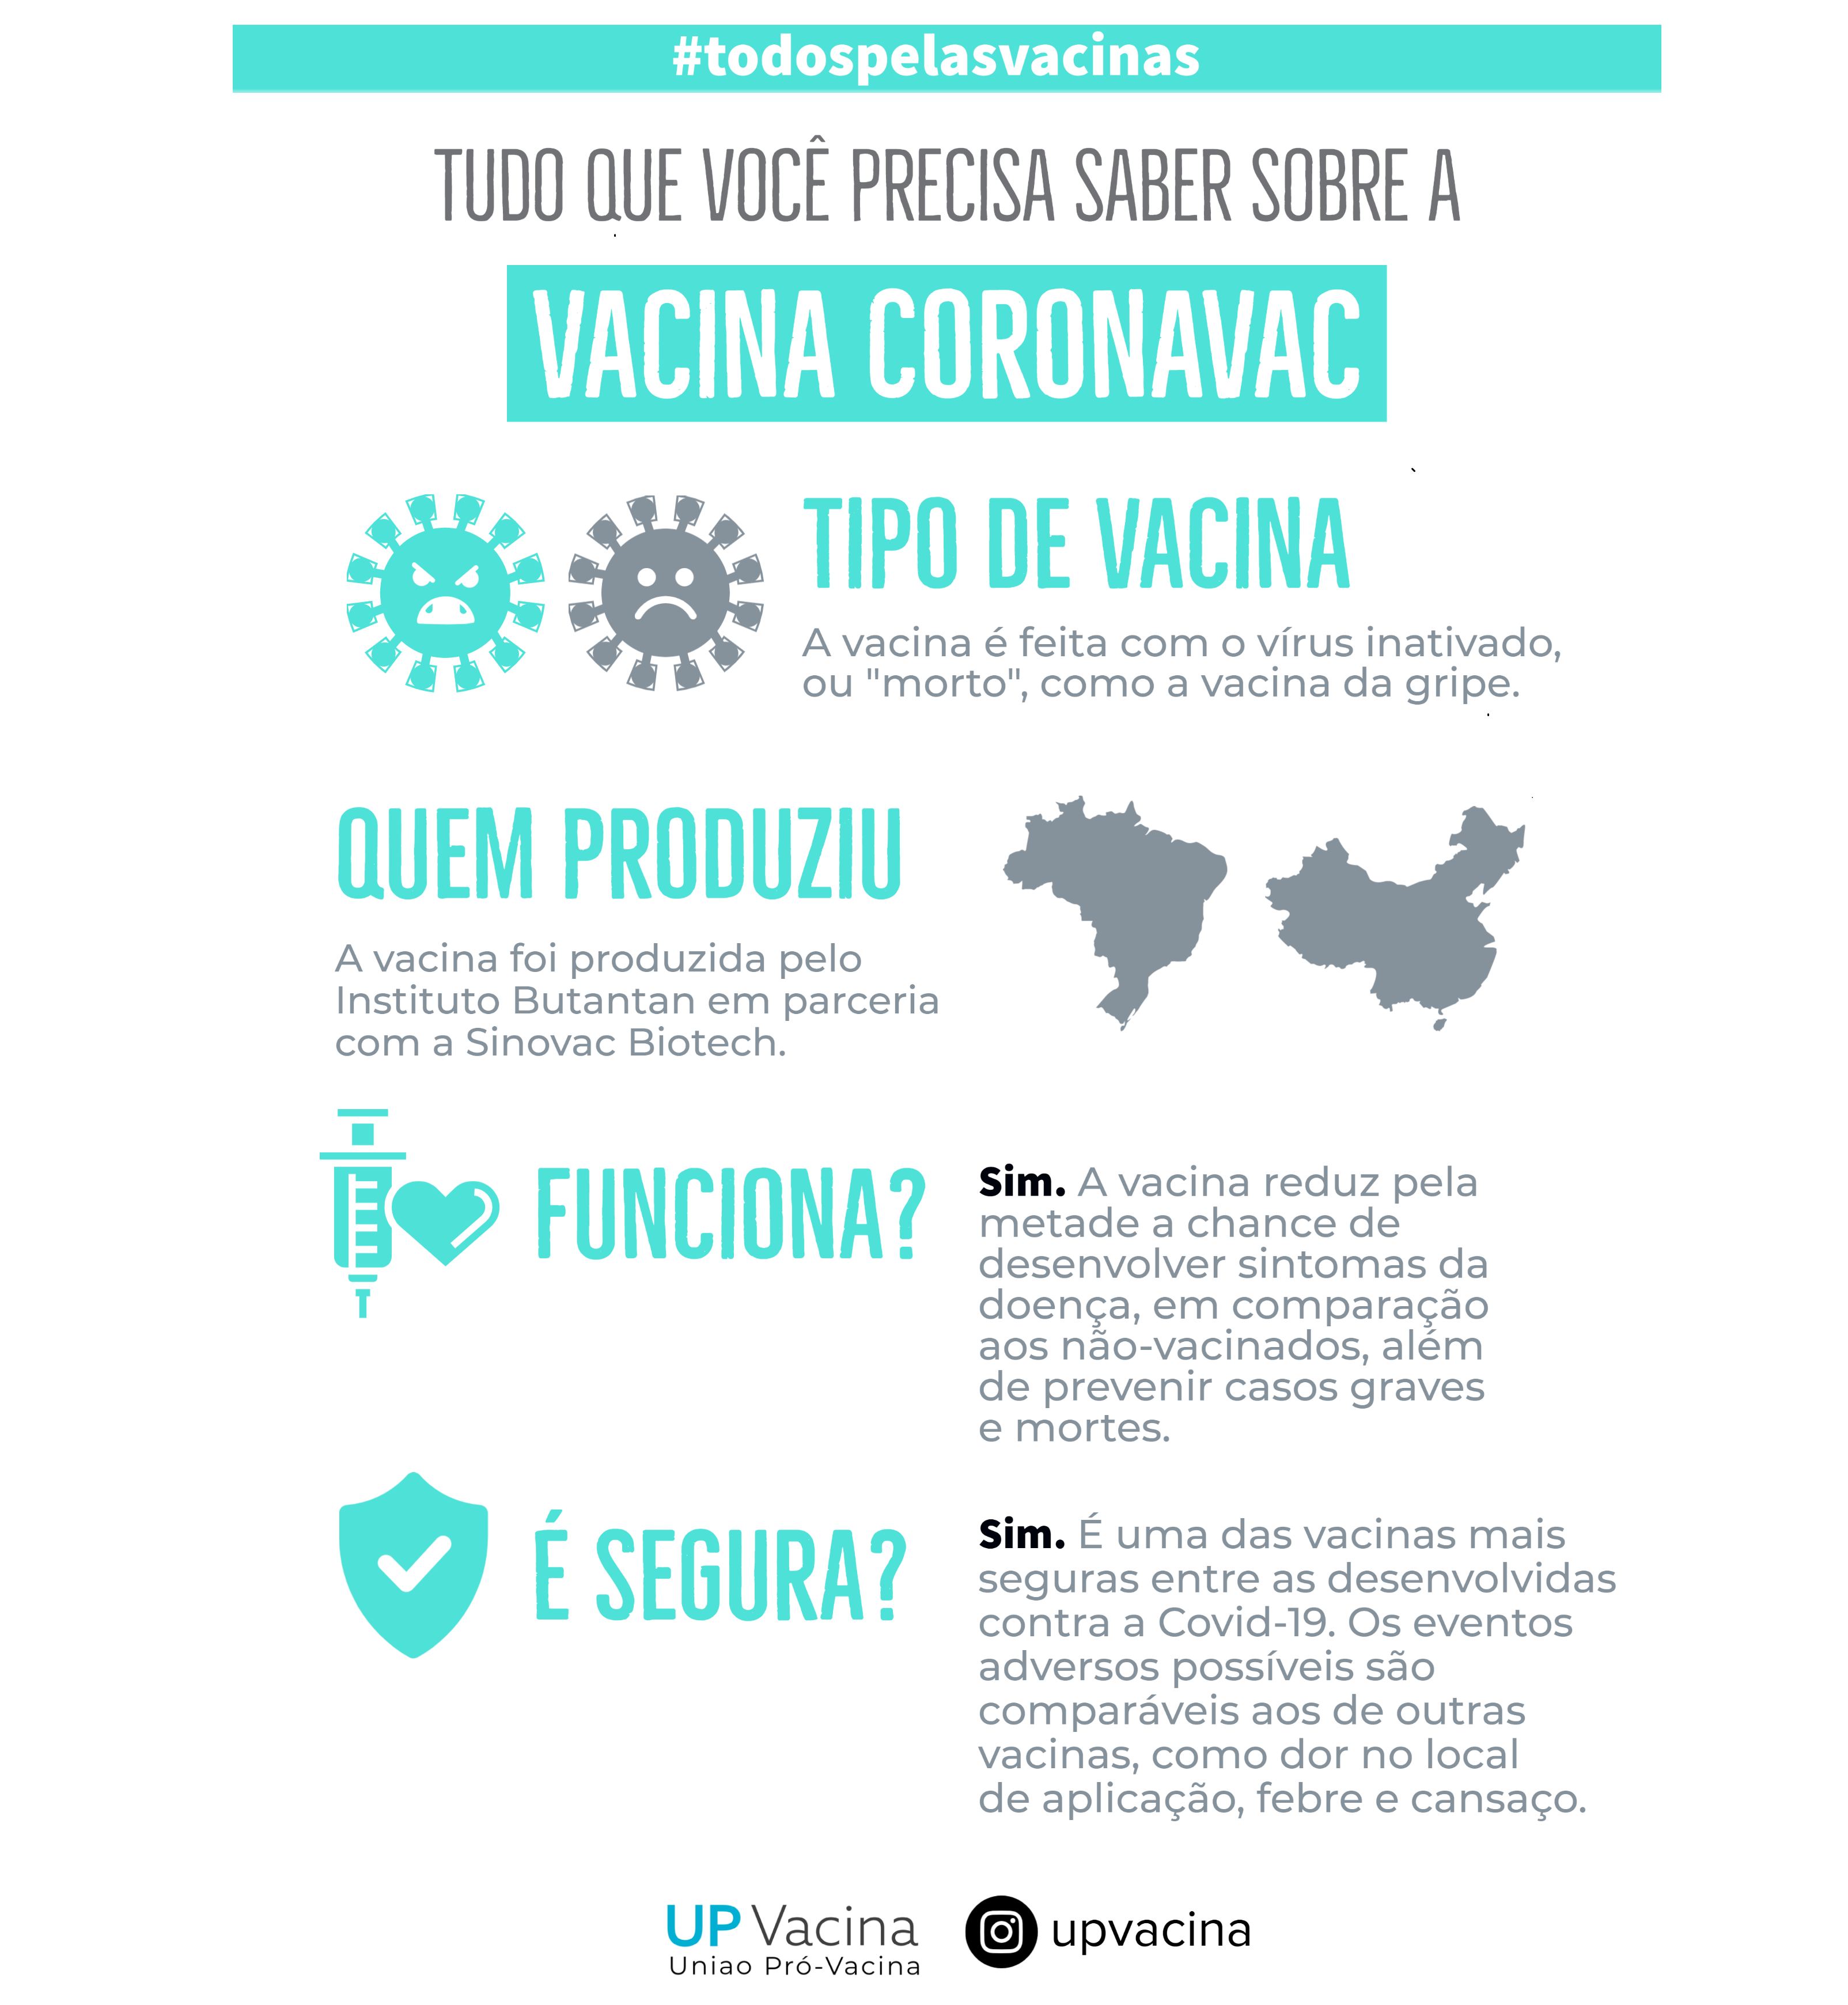 #todospelasvacinas
TUDO QUE VOCÊ PRECISA SABER SOBRE A
VACINA CORONAVAC
TIPO DE VACINA
A vacina é feita com o vírus inativado,
ou "morto", como a vacina da gripe.
QUEM PRODUZIU
A vacina foi produzida pelo
Instituto Butantan em parceria
com a Sinovac Biotech.
FUNCIONA?
Sim. A vacina reduz pela
metade a chance de
desenvolver sintomas da
doença, em comparação
aos não-vacinados, além
de prevenir casos graves
e mortes.
É SEGURA?
Sim. É uma das vacinas mais
seguras entre as desenvolvidas
contra a Covid-19. Os eventos
adversos possíveis são
comparáveis aos de outras
vacinas, como dor no local
de aplicação, febre e cansaço.
UP Vacina
Uniao Pró-Vacina
upvacina